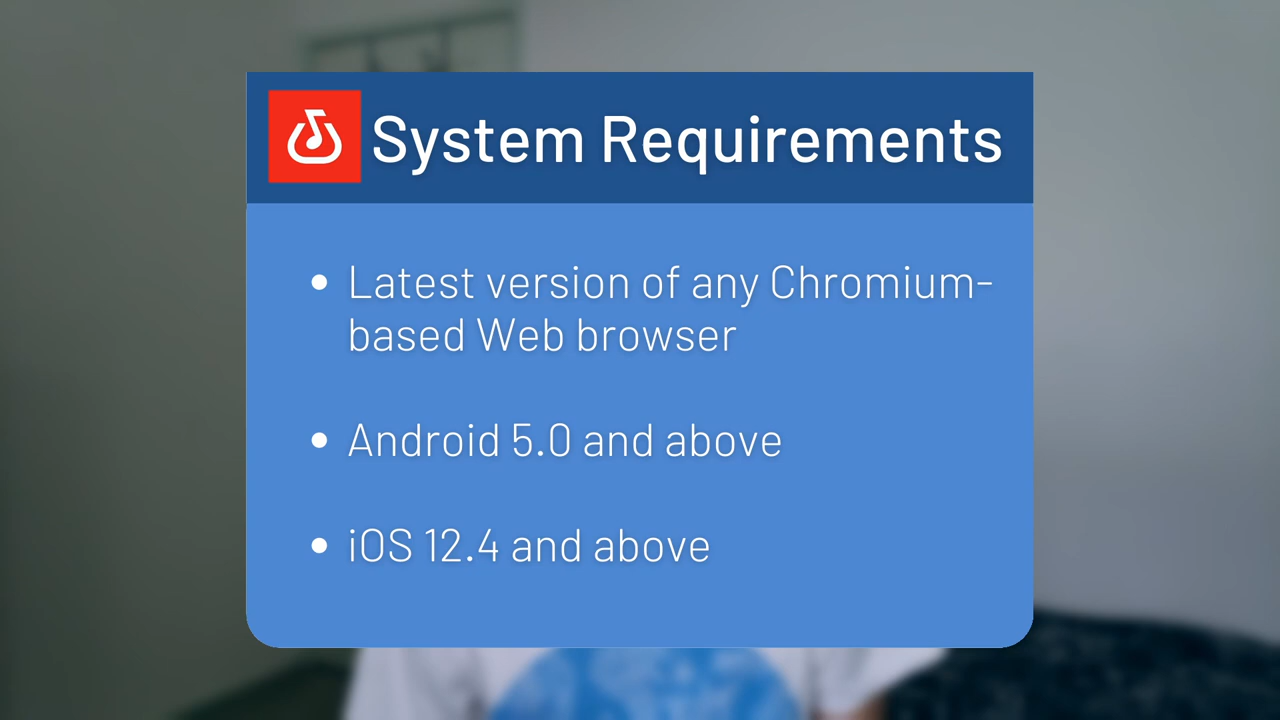 System Requirements
Latest version of any Chromium-
based Web browser
Android 5.0 and above
iOS 12.4 and above